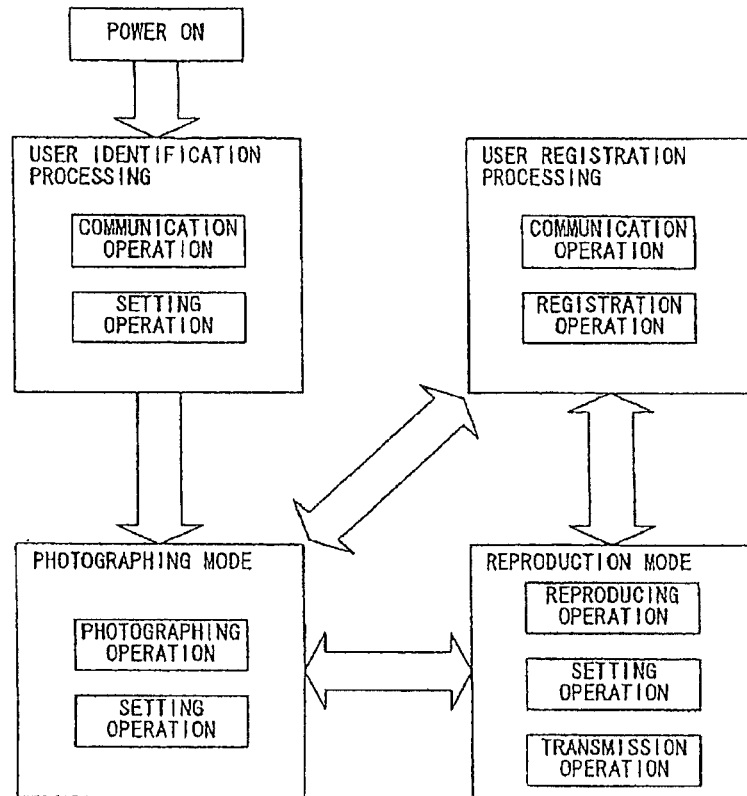 POWER ON
USER IDENTIFICATION
PROCESSING
COMMUNICATION
OPERATION
SETTING
OPERATION
USER REGISTRATION
PROCESSING
COMMUNICATION
OPERATION
REGISTRATION
OPERATION
PHOTOGRAPHING MODE
PHOTOGRAPHING
OPERATION
SETTING
OPERATION
REPRODUCTION MODE
REPRODUCING
OPERATION
SETTING
OPERATION
TRANSMISSION
OPERATION